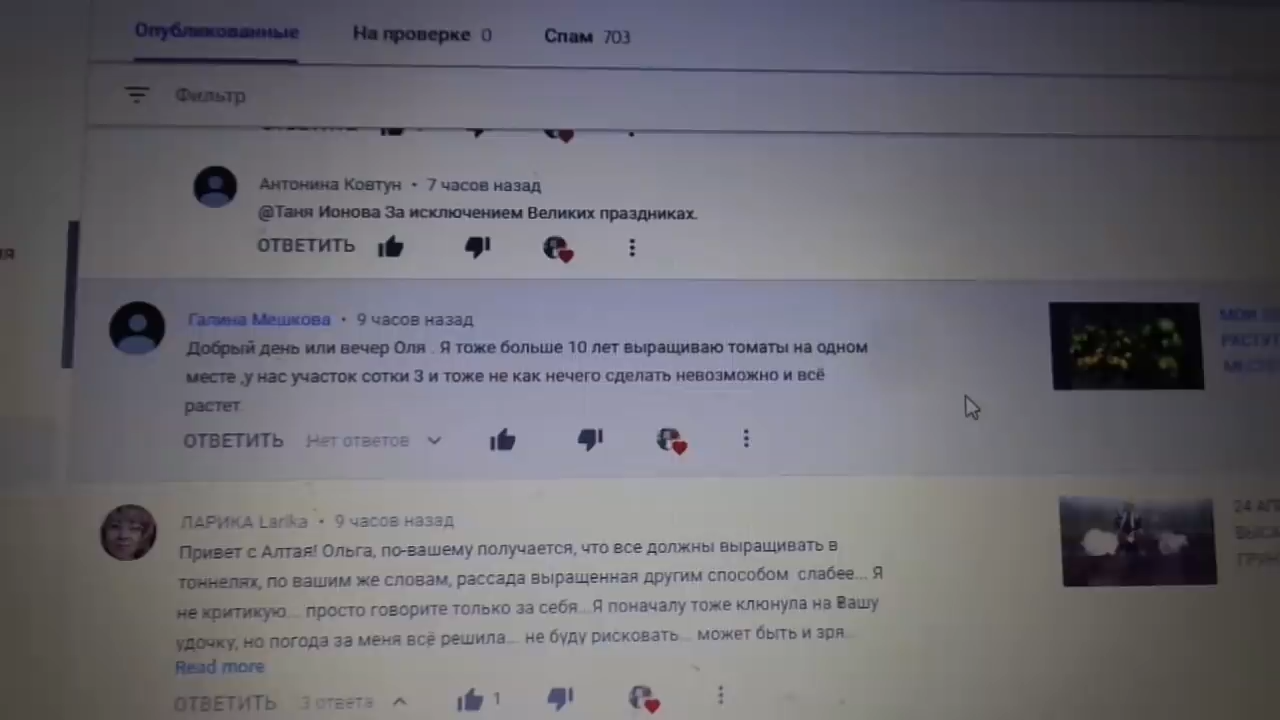 Опубликованные На проверке 0 Спам 703
Фильтр
Антонина Ковтун • 7 часов назад
@Таня Ионова За исключением Великих праздниках.
ОТВЕТИТЬ
Галина Мешкова • 9 часов назад
Добрый день или вечер Оля . Я тоже больше 10 лет выращиваю томаты на одном
месте ,у нас участок сотки 3 и тоже не как нечего сделать невозможно и всё
растет
ОТВЕТИТЬ Нет ответов
ЛАРИКА Larika • 9 часов назад
Привет с Алтая! Ольга, по-вашему получается, что все должны выращивать в
тоннелях, по вашим же словам, рассада выращенная другим способом слабее... Я
не критикую... просто говорите только за себя...Я поначалу тоже клюнула на Вашу
удочку, но погода за меня всё решила... не буду рисковать... может быть и зря...
Read more
ОТВЕТИТЬ 3 ответа 1